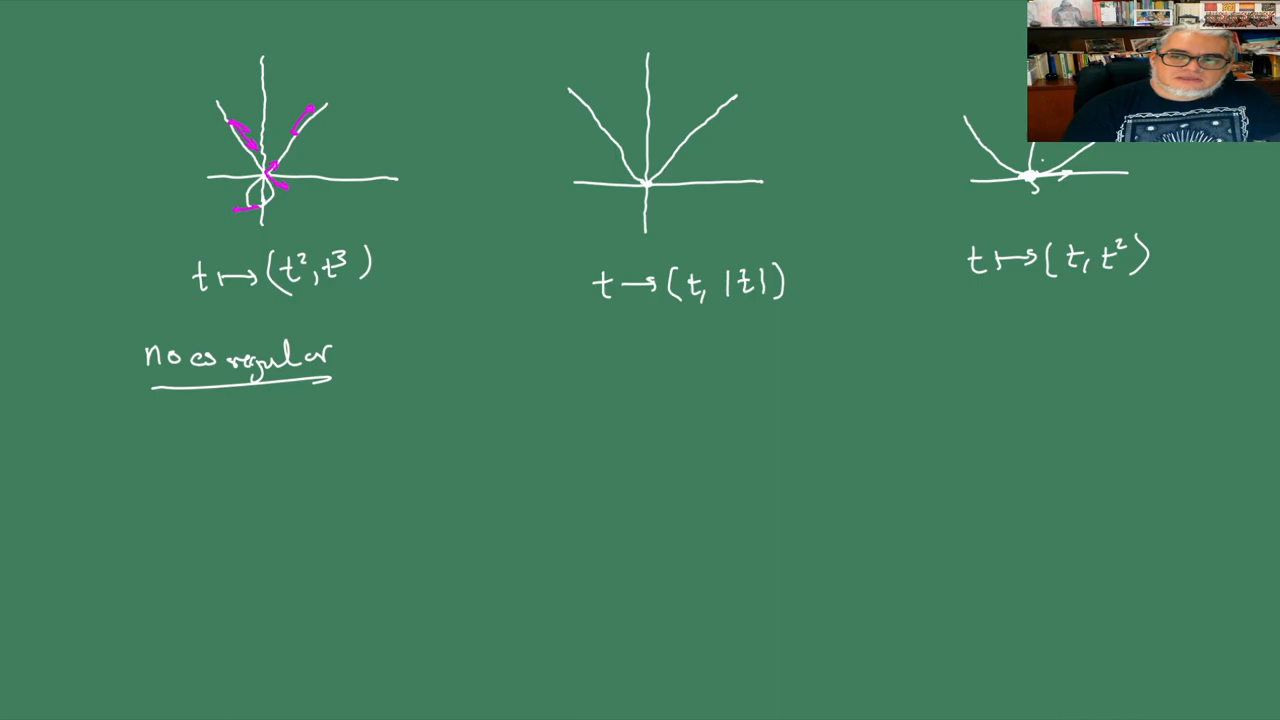 t ↦ (t², t³)
t → (t, |t|)
t ↦ (t, t²)
no es regular